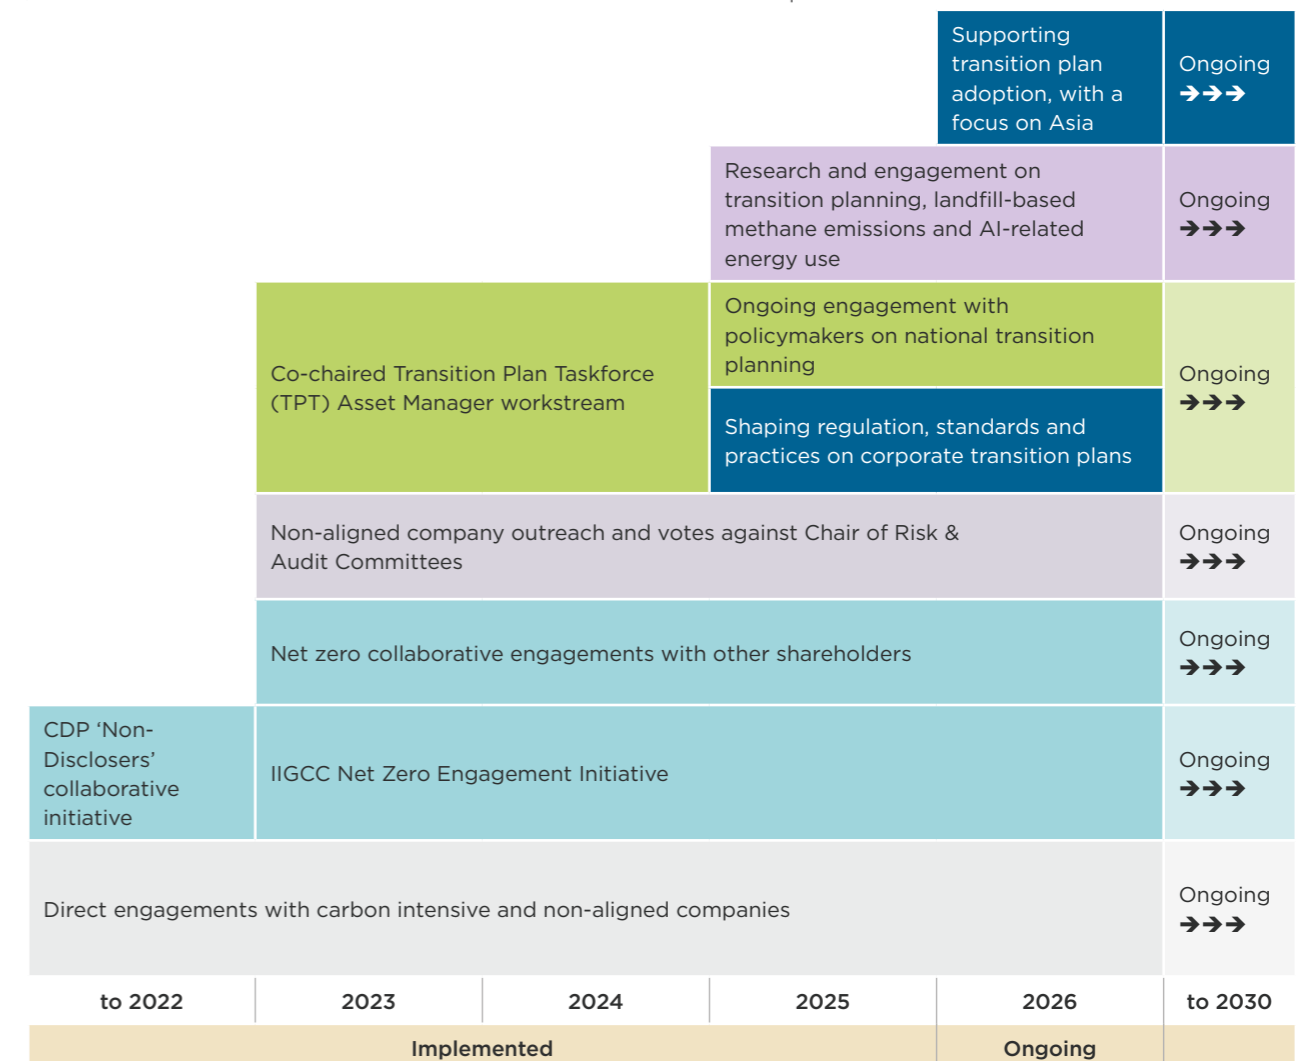 Supporting
transition plan
adoption, with a
focus on Asia
Ongoing
➔➔➔
Research and engagement on
transition planning, landfill-based
methane emissions and AI-related
energy use
Ongoing
➔➔➔
Co-chaired Transition Plan Taskforce
(TPT) Asset Manager workstream
Ongoing engagement with
policymakers on national transition
planning
Shaping regulation, standards and
practices on corporate transition plans
Ongoing
➔➔➔
Non-aligned company outreach and votes against Chair of Risk &
Audit Committees
Ongoing
➔➔➔
Net zero collaborative engagements with other shareholders
Ongoing
➔➔➔
CDP ‘Non-
Disclosers’
collaborative
initiative
IIGCC Net Zero Engagement Initiative
Ongoing
➔➔➔
Direct engagements with carbon intensive and non-aligned companies
Ongoing
➔➔➔
to 2022 2023 2024 2025 2026 to 2030
Implemented Ongoing